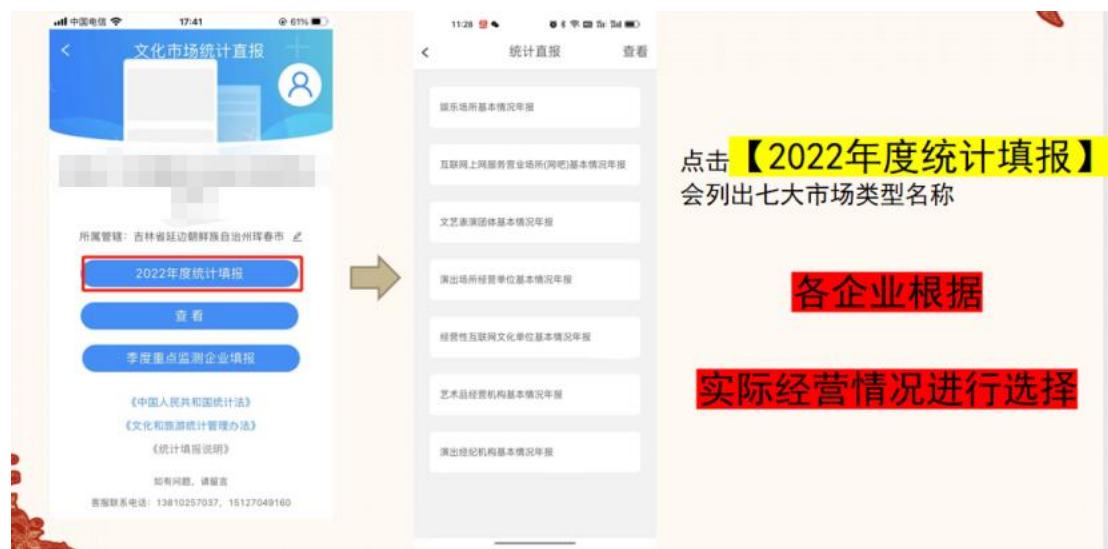 中国电信 17:41 61%
文化市场统计直报
所属管辖：吉林省延边朝鲜族自治州珲春市
2022年度统计填报
查看
季度重点监测企业填报
《中国人民共和国统计法》
《文化和旅游统计管理办法》
《统计填报说明》
如有问题，请留言
客服联系电话：13810257037，15127049160
11:28
统计直报 查看
娱乐场所基本情况年报
互联网上网服务营业场所(网吧)基本情况年报
文艺表演团体基本情况年报
演出场所经营单位基本情况年报
经营性互联网文化单位基本情况年报
艺术品经营机构基本情况年报
演出经纪机构基本情况年报
点击【2022年度统计填报】
会列出七大市场类型名称
各企业根据
实际经营情况进行选择